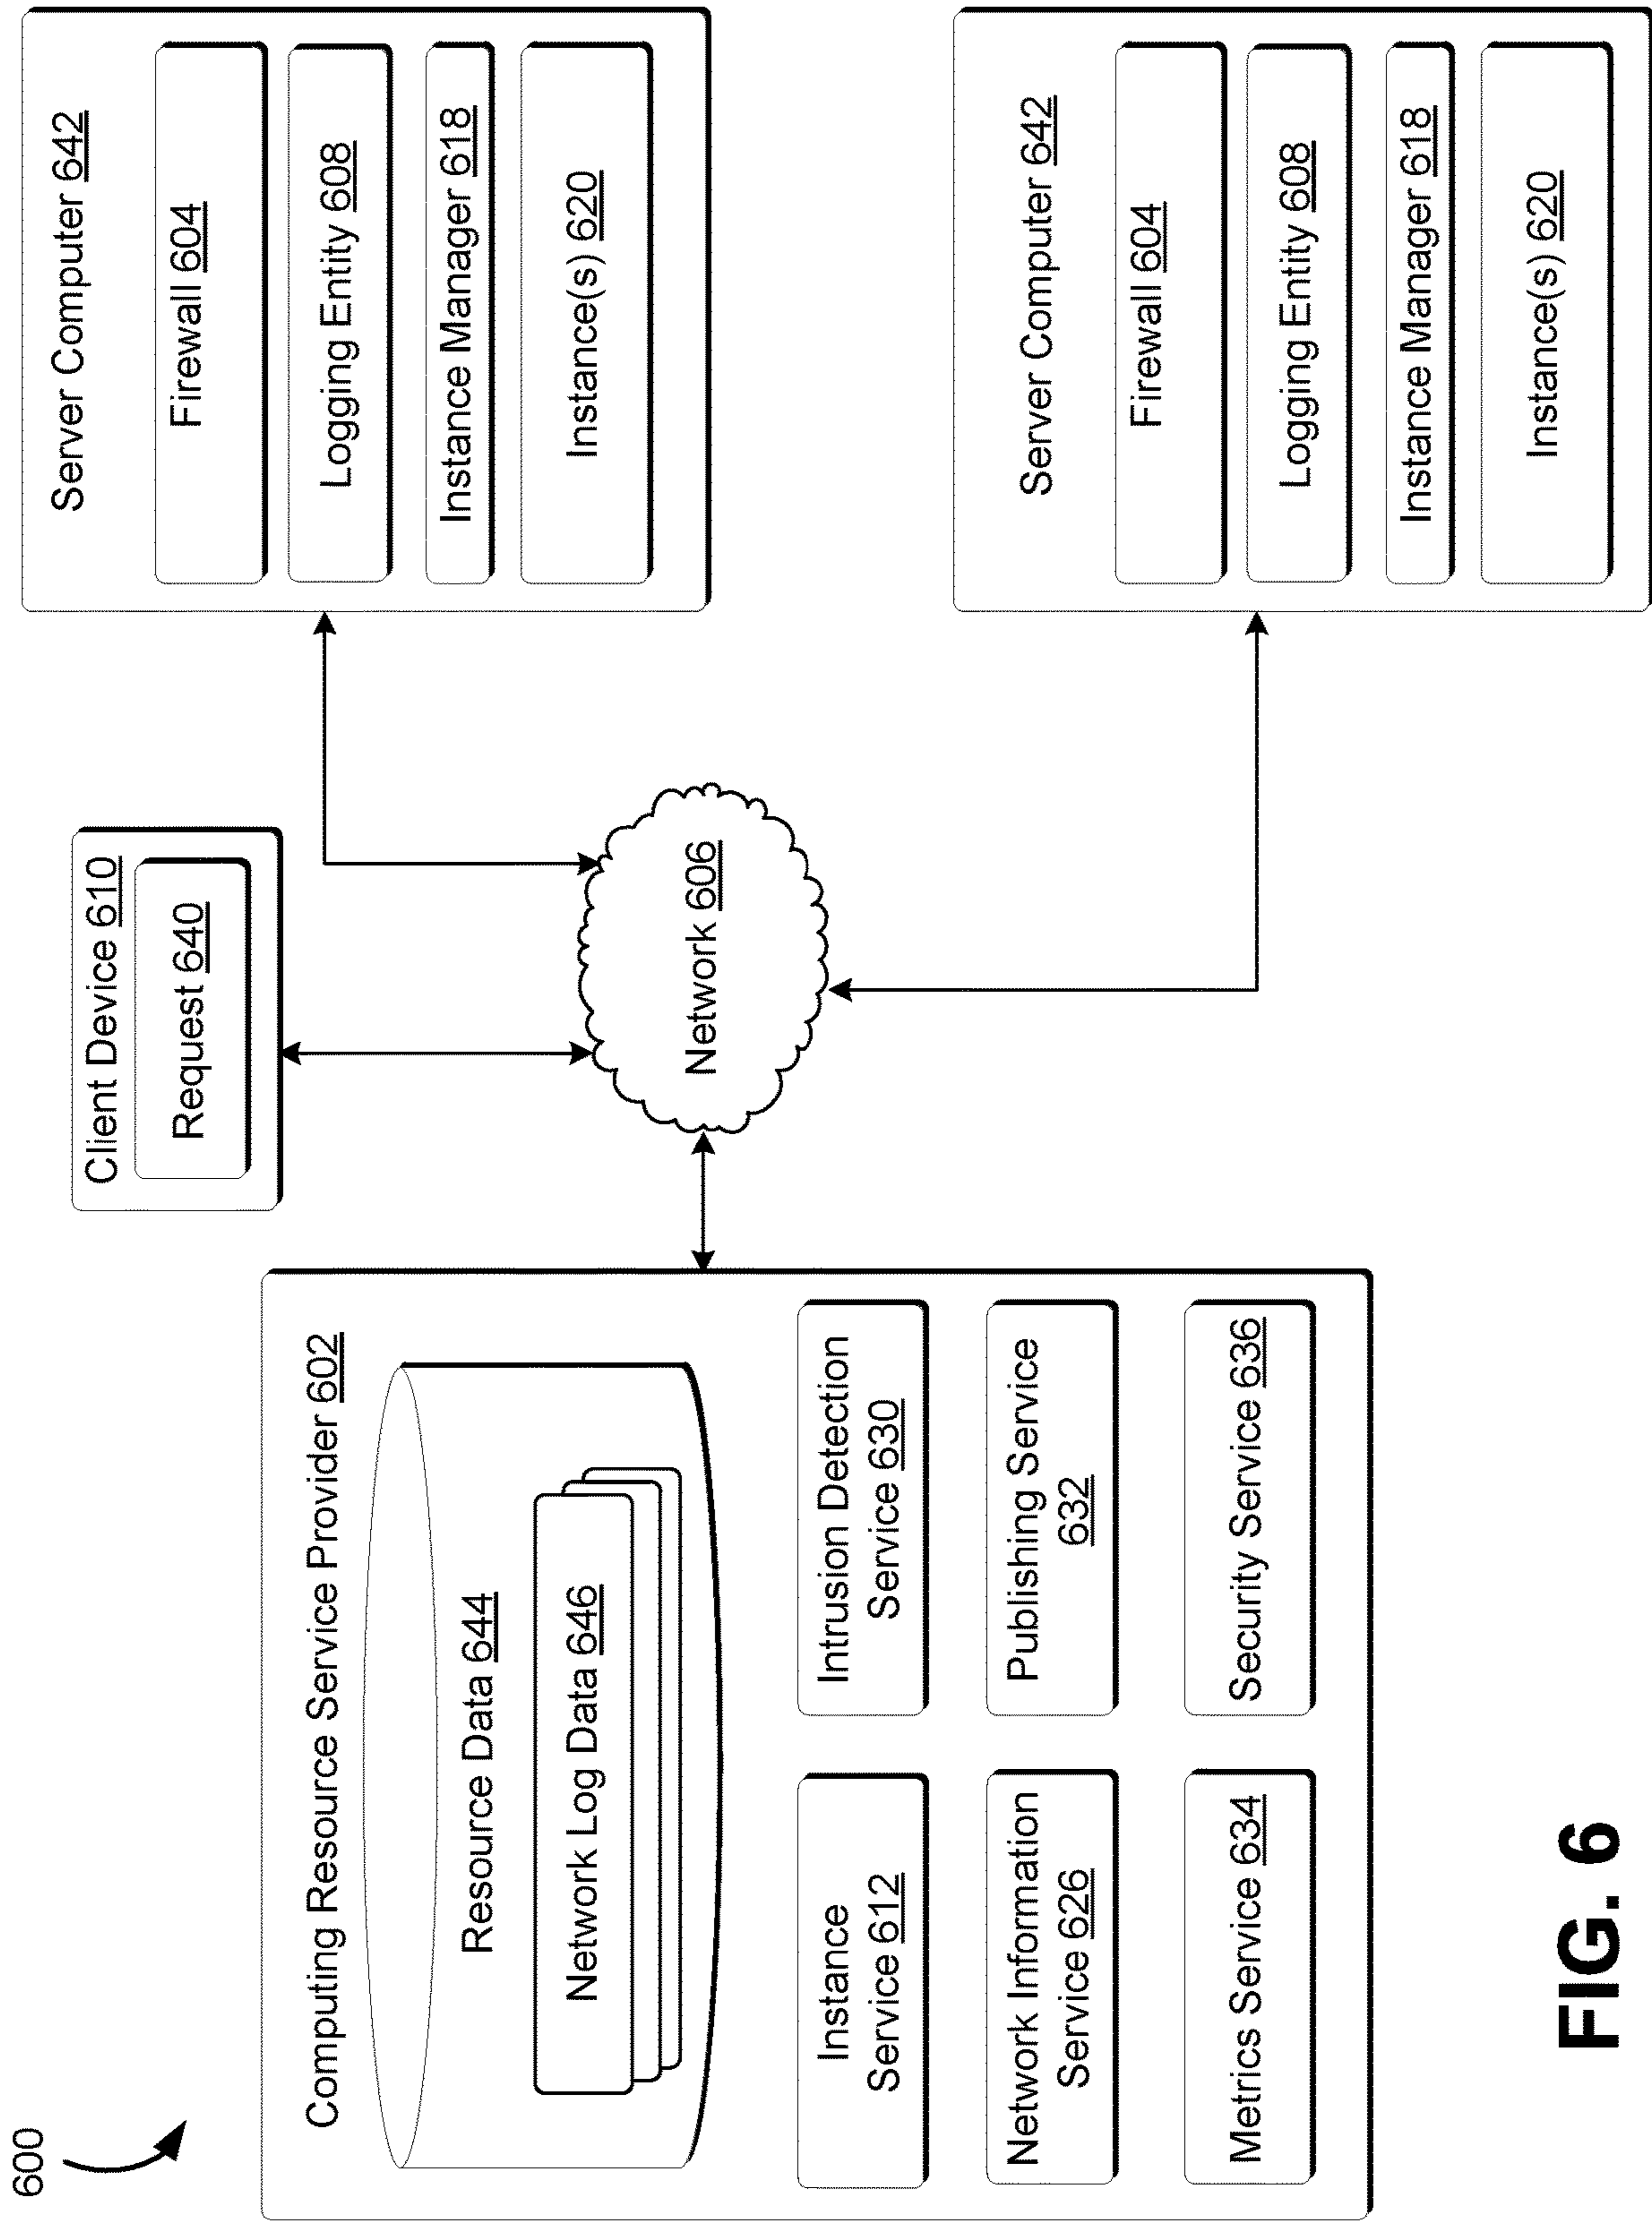 600
Computing Resource Service Provider 602
Resource Data 644
Network Log Data 646
Instance
Service 612
Intrusion Detection
Service 630
Network Information
Service 626
Publishing Service
632
Metrics Service 634
Security Service 636
Client Device 610
Request 640
Network 606
Server Computer 642
Firewall 604
Logging Entity 608
Instance Manager 618
Instance(s) 620
Server Computer 642
Firewall 604
Logging Entity 608
Instance Manager 618
Instance(s) 620
FIG. 6